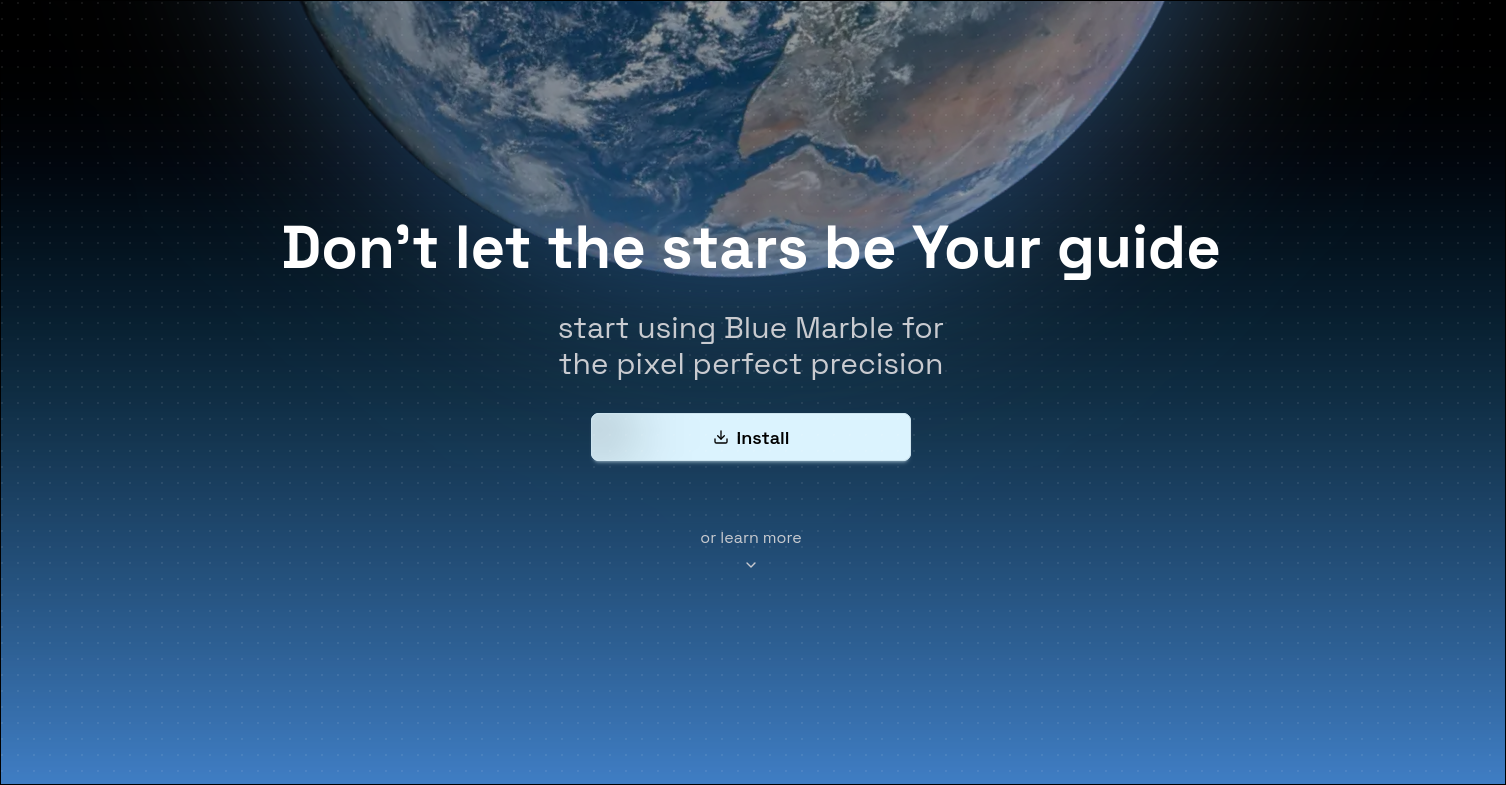 Don't let the stars be Your guide
start using Blue Marble for
the pixel perfect precision
Install
or learn more